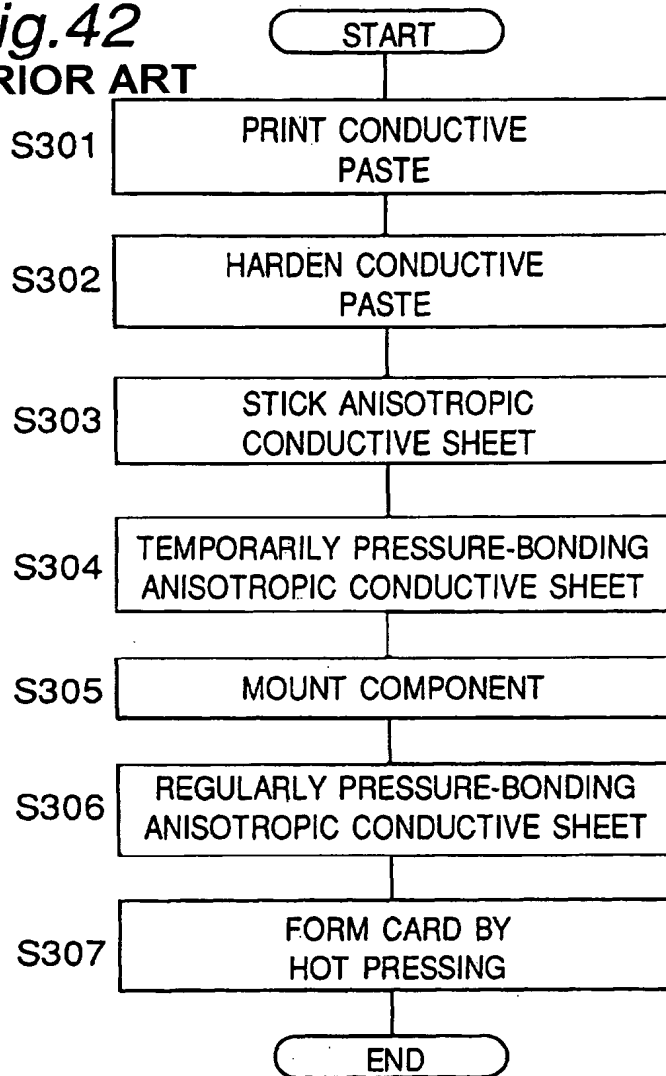 ig.42
RIOR ART
START
S301
PRINT CONDUCTIVE
PASTE
S302
HARDEN CONDUCTIVE
PASTE
S303
STICK ANISOTROPIC
CONDUCTIVE SHEET
S304
TEMPORARILY PRESSURE-BONDING
ANISOTROPIC CONDUCTIVE SHEET
S305
MOUNT COMPONENT
S306
REGULARLY PRESSURE-BONDING
ANISOTROPIC CONDUCTIVE SHEET
S307
FORM CARD BY
HOT PRESSING
END